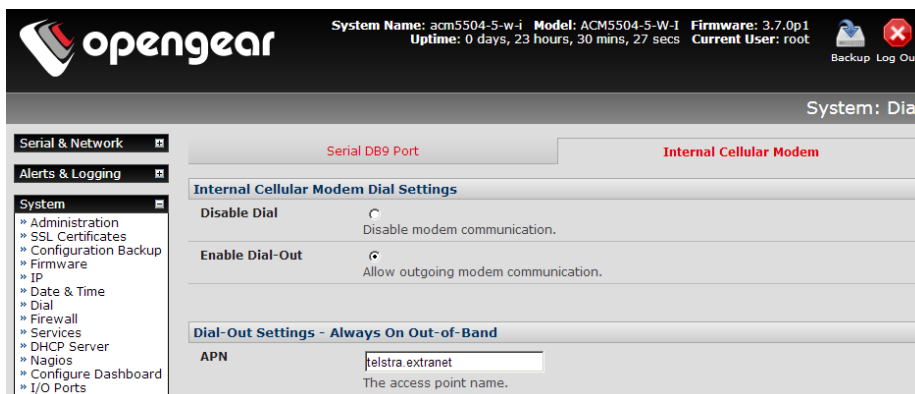 opengear
System Name: acm5504-5-w-i Model: ACM5504-5-W-I Firmware: 3.7.0p1
Uptime: 0 days, 23 hours, 30 mins, 27 secs Current User: root
Backup Log Ou
System: Dia
Serial & Network
Alerts & Logging
System
» Administration
» SSL Certificates
» Configuration Backup
» Firmware
» IP
» Date & Time
» Dial
» Firewall
» Services
» DHCP Server
» Nagios
» Configure Dashboard
» I/O Ports
Serial DB9 Port
Internal Cellular Modem
Internal Cellular Modem Dial Settings
Disable Dial
Disable modem communication.
Enable Dial-Out
Allow outgoing modem communication.
Dial-Out Settings - Always On Out-of-Band
APN
telstra.extranet
The access point name.